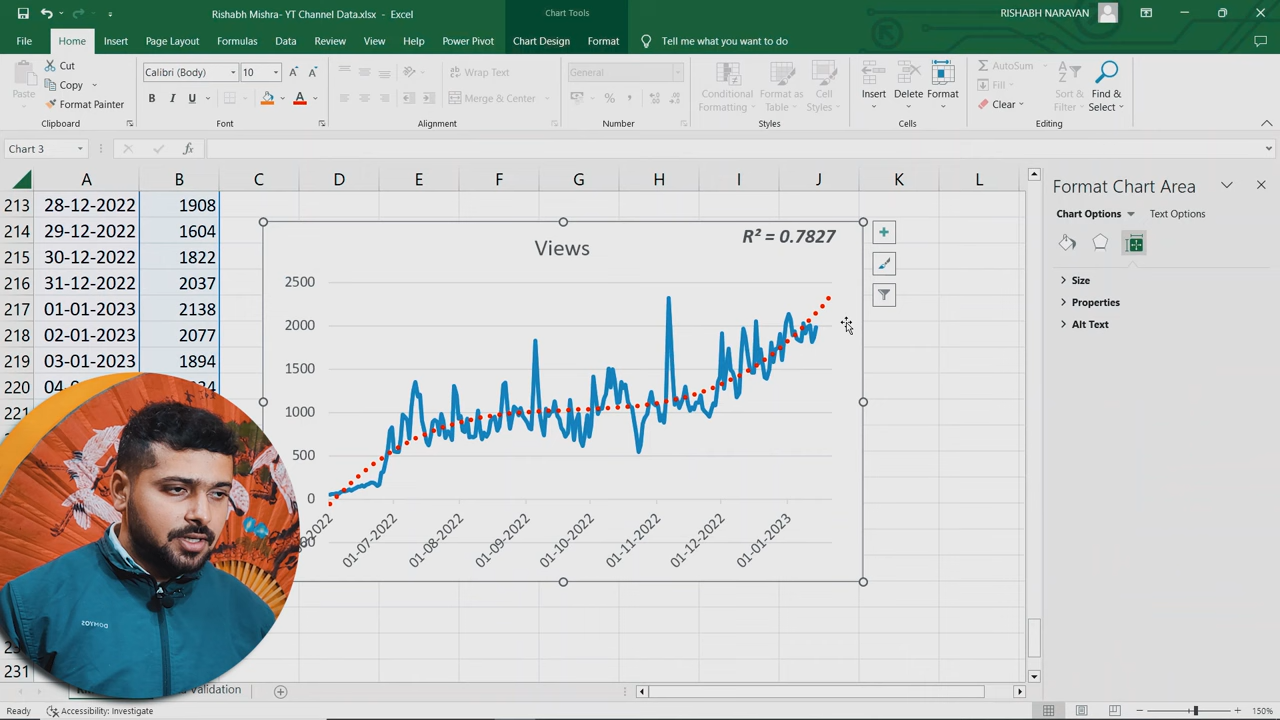 Rishabh Mishra- YT Channel Data.xlsx - Excel
Chart Tools
RISHABH NARAYAN
File Home Insert Page Layout Formulas Data Review View Help Power Pivot Chart Design Format Tell me what you want to do
Paste
Cut
Copy
Format Painter
Clipboard
Calibri (Body) 10
B I U
Font
Wrap Text
Merge & Center
Alignment
General
Number
Conditional Formatting
Format as Table
Cell Styles
Styles
Insert
Delete
Format
Cells
AutoSum
Fill
Clear
Sort & Filter
Find & Select
Editing
Chart 3
fx
A B C D E F G H I J K L
213 28-12-2022 1908
214 29-12-2022 1604
215 30-12-2022 1822
216 31-12-2022 2037
217 01-01-2023 2138
218 02-01-2023 2077
219 03-01-2023 1894
220
231
Views
R² = 0.7827
2500
2000
1500
1000
500
0
01-07-2022
01-08-2022
01-09-2022
01-10-2022
01-11-2022
01-12-2022
01-01-2023
Format Chart Area
Chart Options Text Options
Size
Properties
Alt Text
DOMYOS
Validation
Ready Accessibility: Investigate
150%